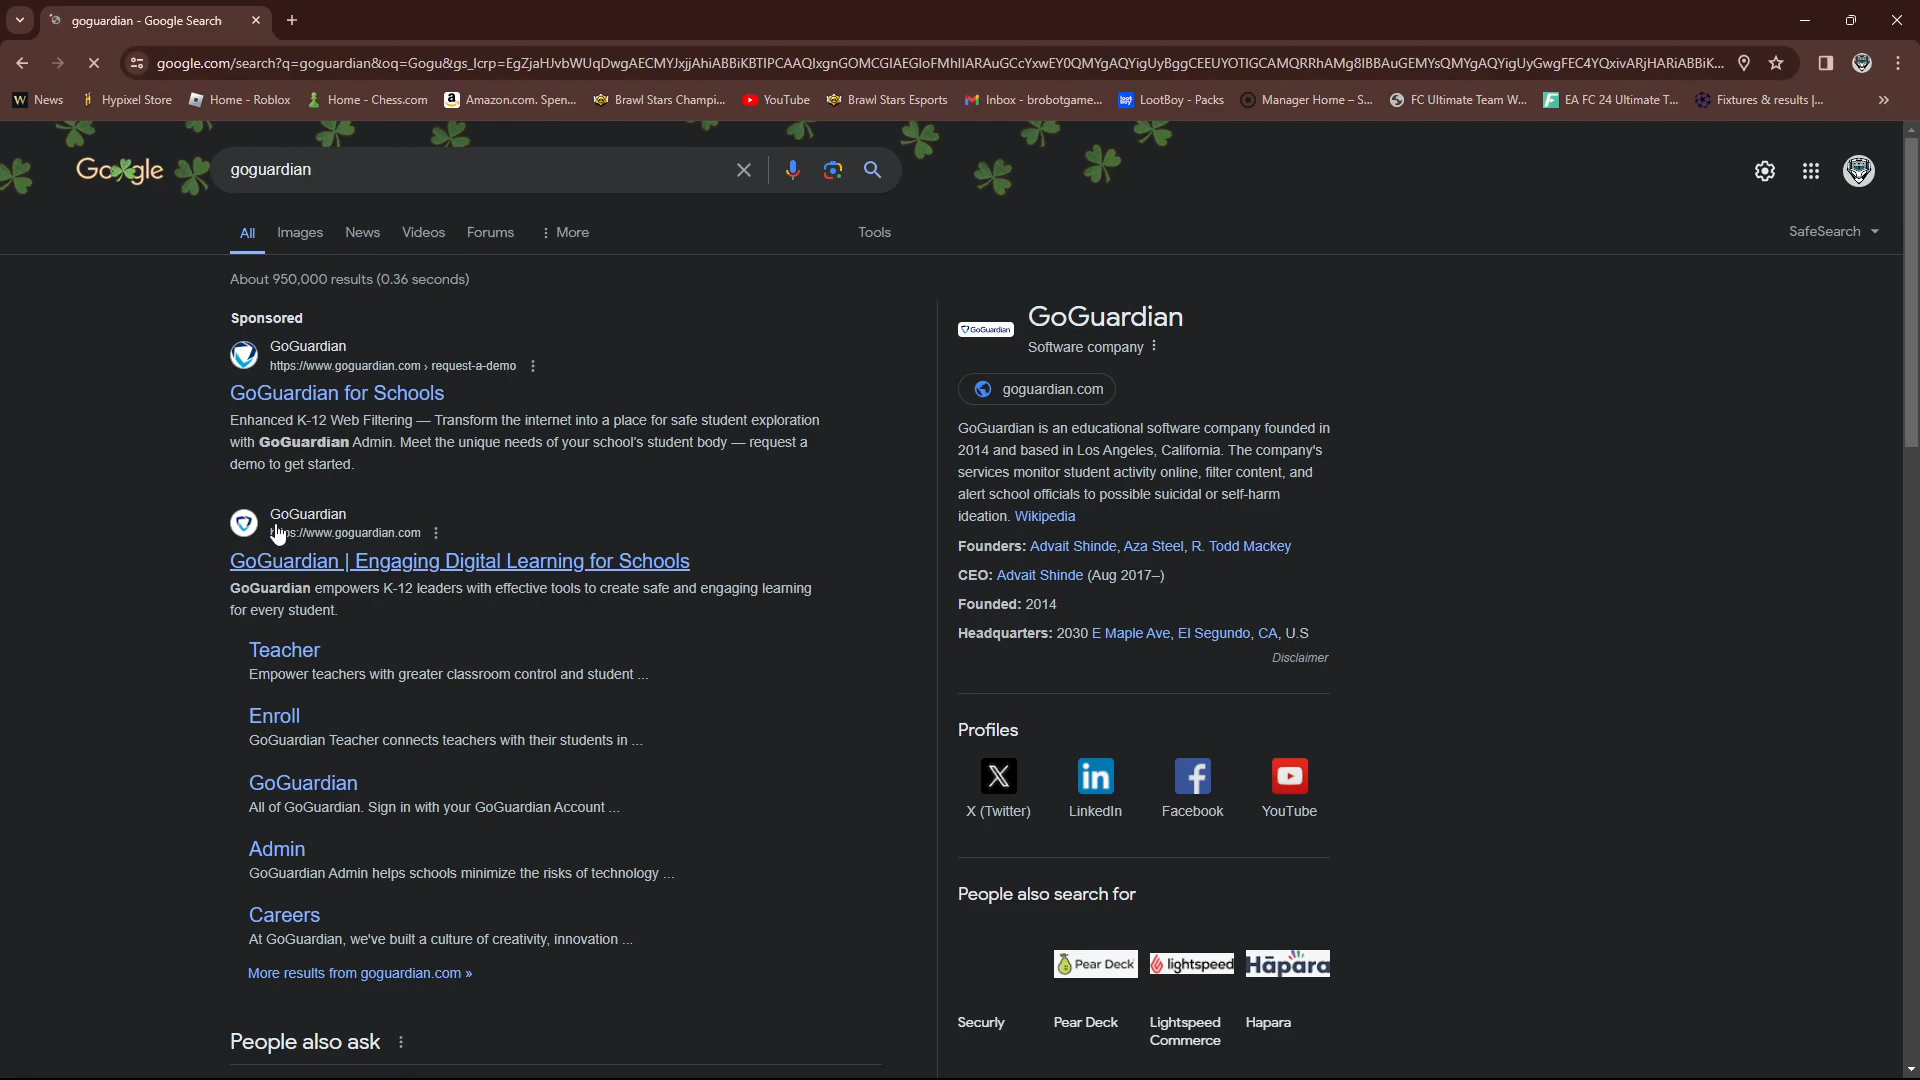 goguardian - Google Search
google.com/search?q=goguardian&oq=Gogu&gs_lcrp=
News
Hypixel Store
Home - Roblox
Home - Chess.com
Amazon.com. Spen...
Brawl Stars Champi...
YouTube
Brawl Stars Esports
Inbox - brobotgame...
LootBoy - Packs
Manager Home – S...
FC Ultimate Team W...
EA FC 24 Ultimate T...
Fixtures & results |...
»
Google
goguardian
All
Images
News
Videos
Forums
More
Tools
SafeSearch
About 950,000 results (0.36 seconds)
Sponsored
GoGuardian
https://www.goguardian.com › request-a-demo
GoGuardian for Schools
Enhanced K-12 Web Filtering — Transform the internet into a place for safe student exploration
with GoGuardian Admin. Meet the unique needs of your school's student body — request a
demo to get started.
GoGuardian
https://www.goguardian.com
GoGuardian | Engaging Digital Learning for Schools
GoGuardian empowers K-12 leaders with effective tools to create safe and engaging learning
for every student.
Teacher
Empower teachers with greater classroom control and student ...
Enroll
GoGuardian Teacher connects teachers with their students in ...
GoGuardian
All of GoGuardian. Sign in with your GoGuardian Account ...
Admin
GoGuardian Admin helps schools minimize the risks of technology ...
Careers
At GoGuardian, we've built a culture of creativity, innovation ...
More results from goguardian.com »
People also ask
GoGuardian
GoGuardian
Software company
goguardian.com
GoGuardian is an educational software company founded in
2014 and based in Los Angeles, California. The company's
services monitor student activity online, filter content, and
alert school officials to possible suicidal or self-harm
ideation. Wikipedia
Founders: Advait Shinde, Aza Steel, R. Todd Mackey
CEO: Advait Shinde (Aug 2017–)
Founded: 2014
Headquarters: 2030 E Maple Ave, El Segundo, CA, U.S
Disclaimer
Profiles
X (Twitter)
LinkedIn
Facebook
YouTube
People also search for
Pear Deck
lightspeed
Hāpara
Securly
Pear Deck
Lightspeed
Commerce
Hapara